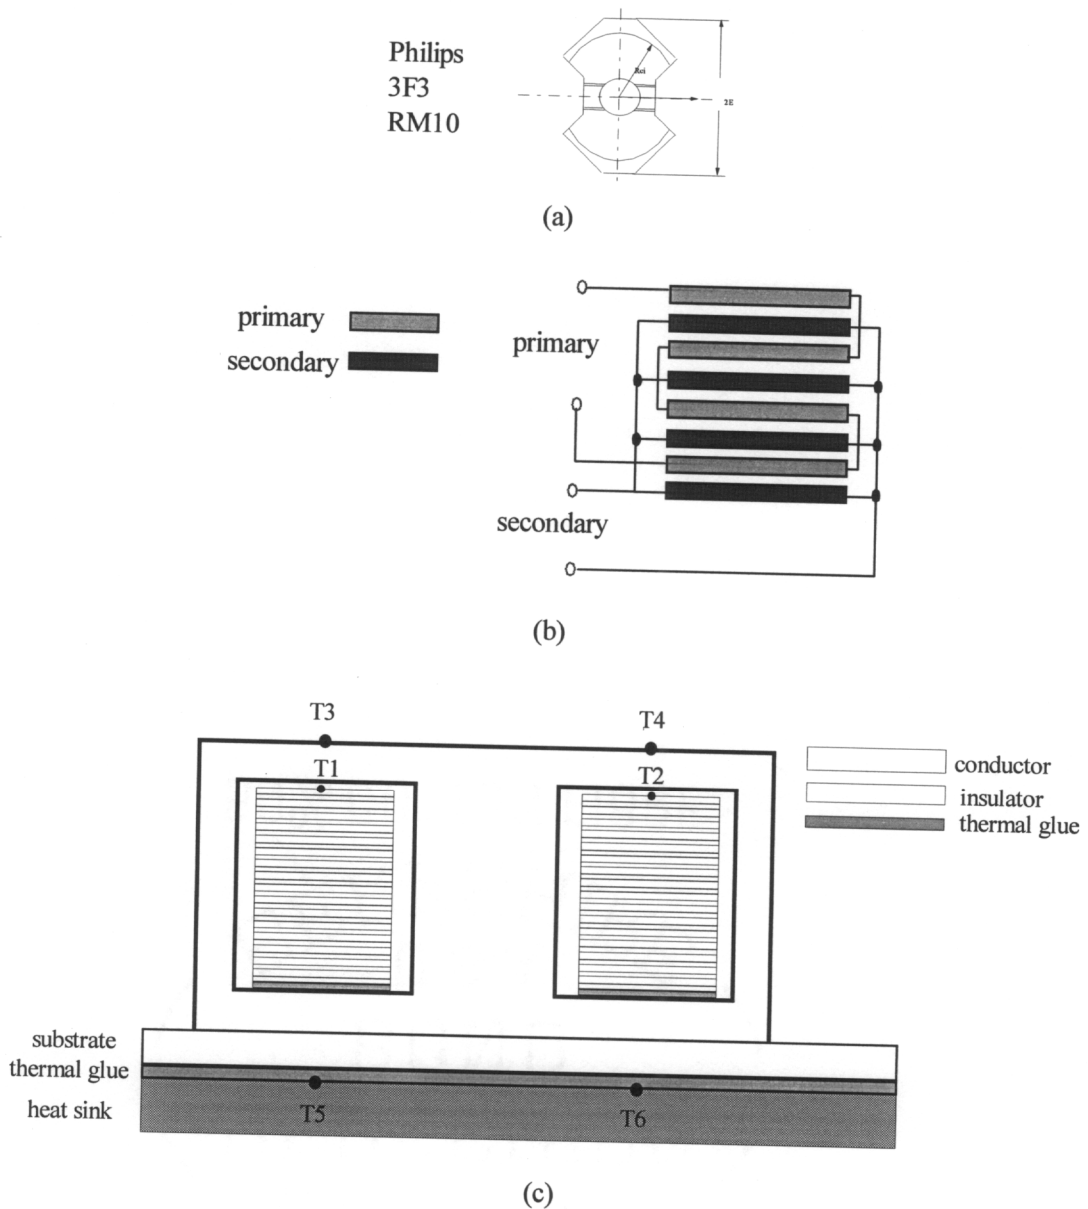 Philips
3F3
RM10
Rci
2E
(a)
primary
secondary
primary
secondary
(b)
T3
T4
T1
T2
conductor
insulator
thermal glue
substrate
thermal glue
heat sink
T5
T6
(c)